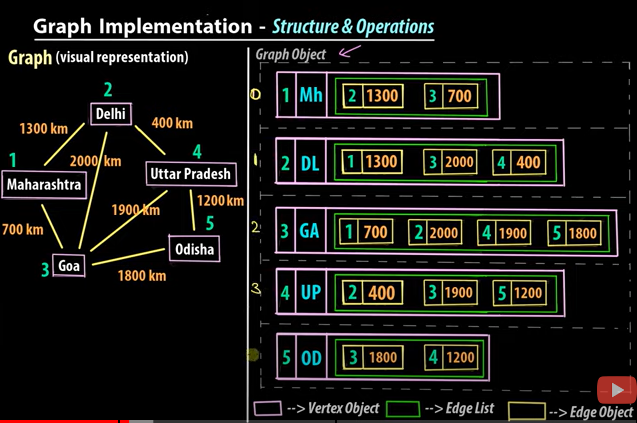 Graph Implementation - Structure & Operations
Graph (visual representation)
2
Delhi
1300 km
400 km
2000 km
1
Maharashtra
4
Uttar Pradesh
700 km
1900 km
1200 km
5
Odisha
3 Goa
1800 km
Graph Object
0 1 Mh 2 1300 3 700
1 2 DL 1 1300 3 2000 4 400
2 3 GA 1 700 2 2000 4 1900 5 1800
3 4 UP 2 400 3 1900 5 1200
5 OD 3 1800 4 1200
--> Vertex Object --> Edge List --> Edge Object